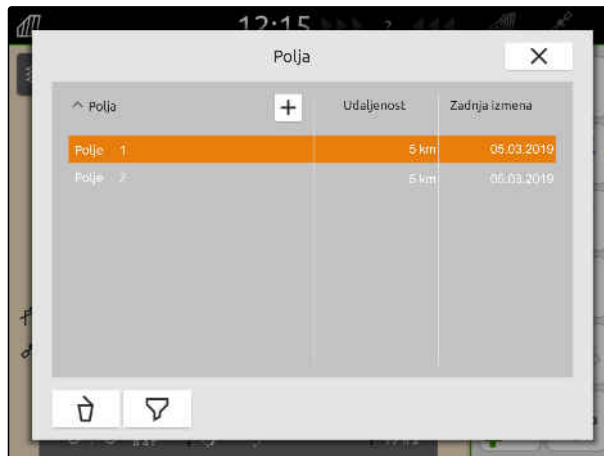 12:15
Polja
Polja Udaljenost Zadnja izmena
Polje 1 5 km 05.03.2019
Polje 2 5 km 05.03.2019